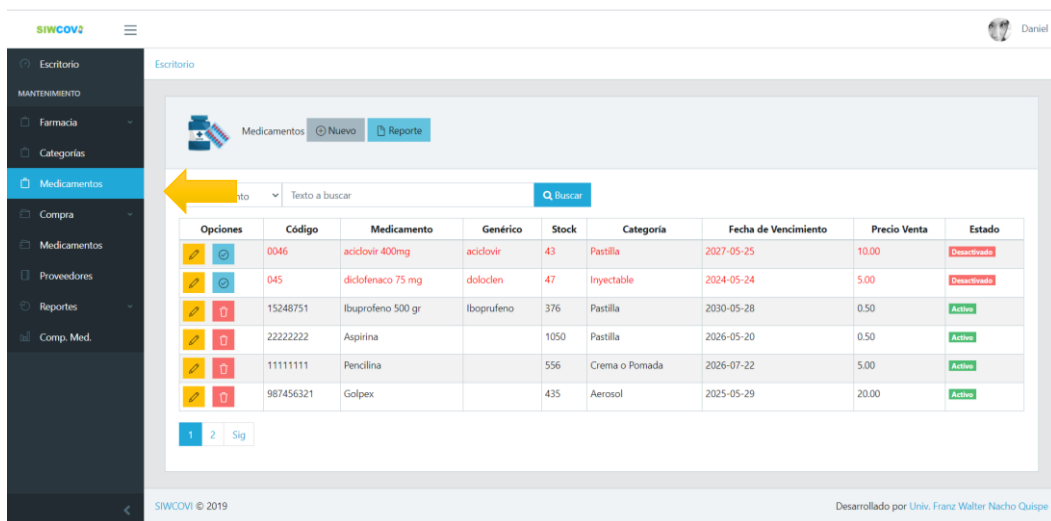 SIWCOVI
Daniel
Escritorio
Escritorio
MANTENIMIENTO
Farmacia
Categorías
Medicamentos
Compra
Medicamentos
Proveedores
Reportes
Comp. Med.
Medicamentos Nuevo Reporte
nto Texto a buscar Buscar
Opciones Código Medicamento Genérico Stock Categoría Fecha de Vencimiento Precio Venta Estado
0046 aciclovir 400mg aciclovir 43 Pastilla 2027-05-25 10.00 Desactivado
045 diclofenaco 75 mg doloclen 47 Inyectable 2024-05-24 5.00 Desactivado
15248751 Ibuprofeno 500 gr Iboprufeno 376 Pastilla 2030-05-28 0.50 Activo
22222222 Aspirina 1050 Pastilla 2026-05-20 0.50 Activo
11111111 Pencilina 556 Crema o Pomada 2026-07-22 5.00 Activo
987456321 Golpex 435 Aerosol 2025-05-29 20.00 Activo
1 2 Sig
SIWCOVI © 2019
Desarrollado por Univ. Franz Walter Nacho Quispe